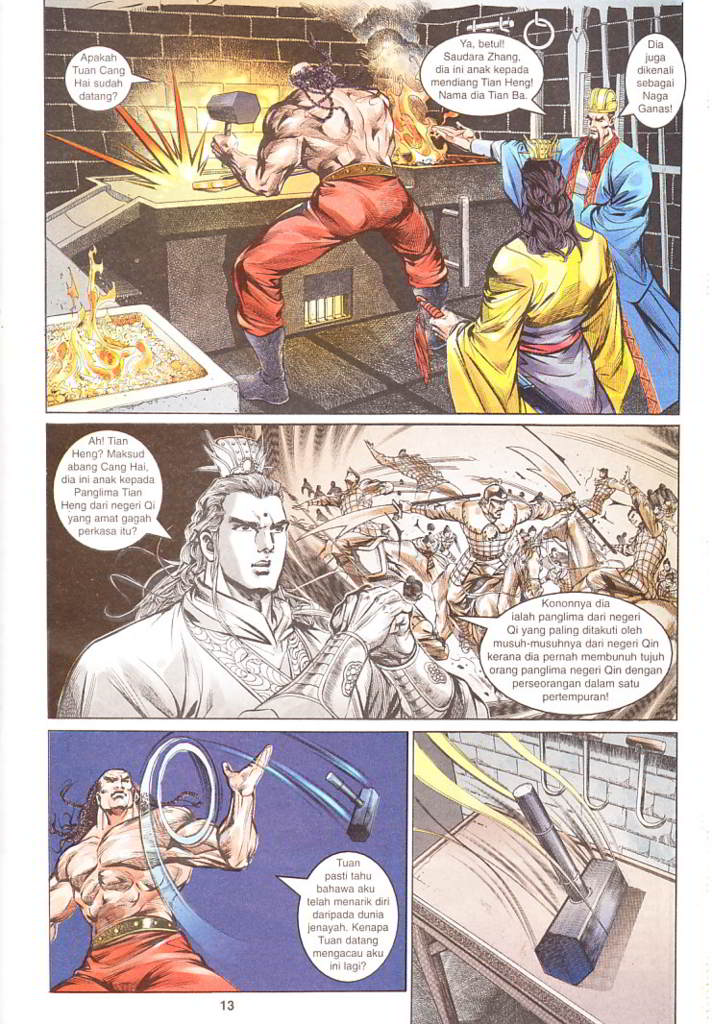 Apakah
Tuan Cang
Hai sudah
datang?
Ya, betul!
Saudara Zhang,
dia ini anak kepada
mendiang Tian Heng!
Nama dia Tian Ba.
Dia
juga
dikenali
sebagai
Naga
Ganas!
Ah! Tian
Heng? Maksud
abang Cang Hai,
dia ini anak kepada
Panglima Tian
Heng dari negeri Qi
yang amat gagah
perkasa itu?
Kononnya dia
ialah panglima dari negeri
Qi yang paling ditakuti oleh
musuh-musuhnya dari negeri Qin
kerana dia pernah membunuh tujuh
orang panglima negeri Qin dengan
perseorangan dalam satu
pertempuran!
Tuan
pasti tahu
bahawa aku
telah menarik diri
daripada dunia
jenayah. Kenapa
Tuan datang
mengacau aku
ini lagi?
13